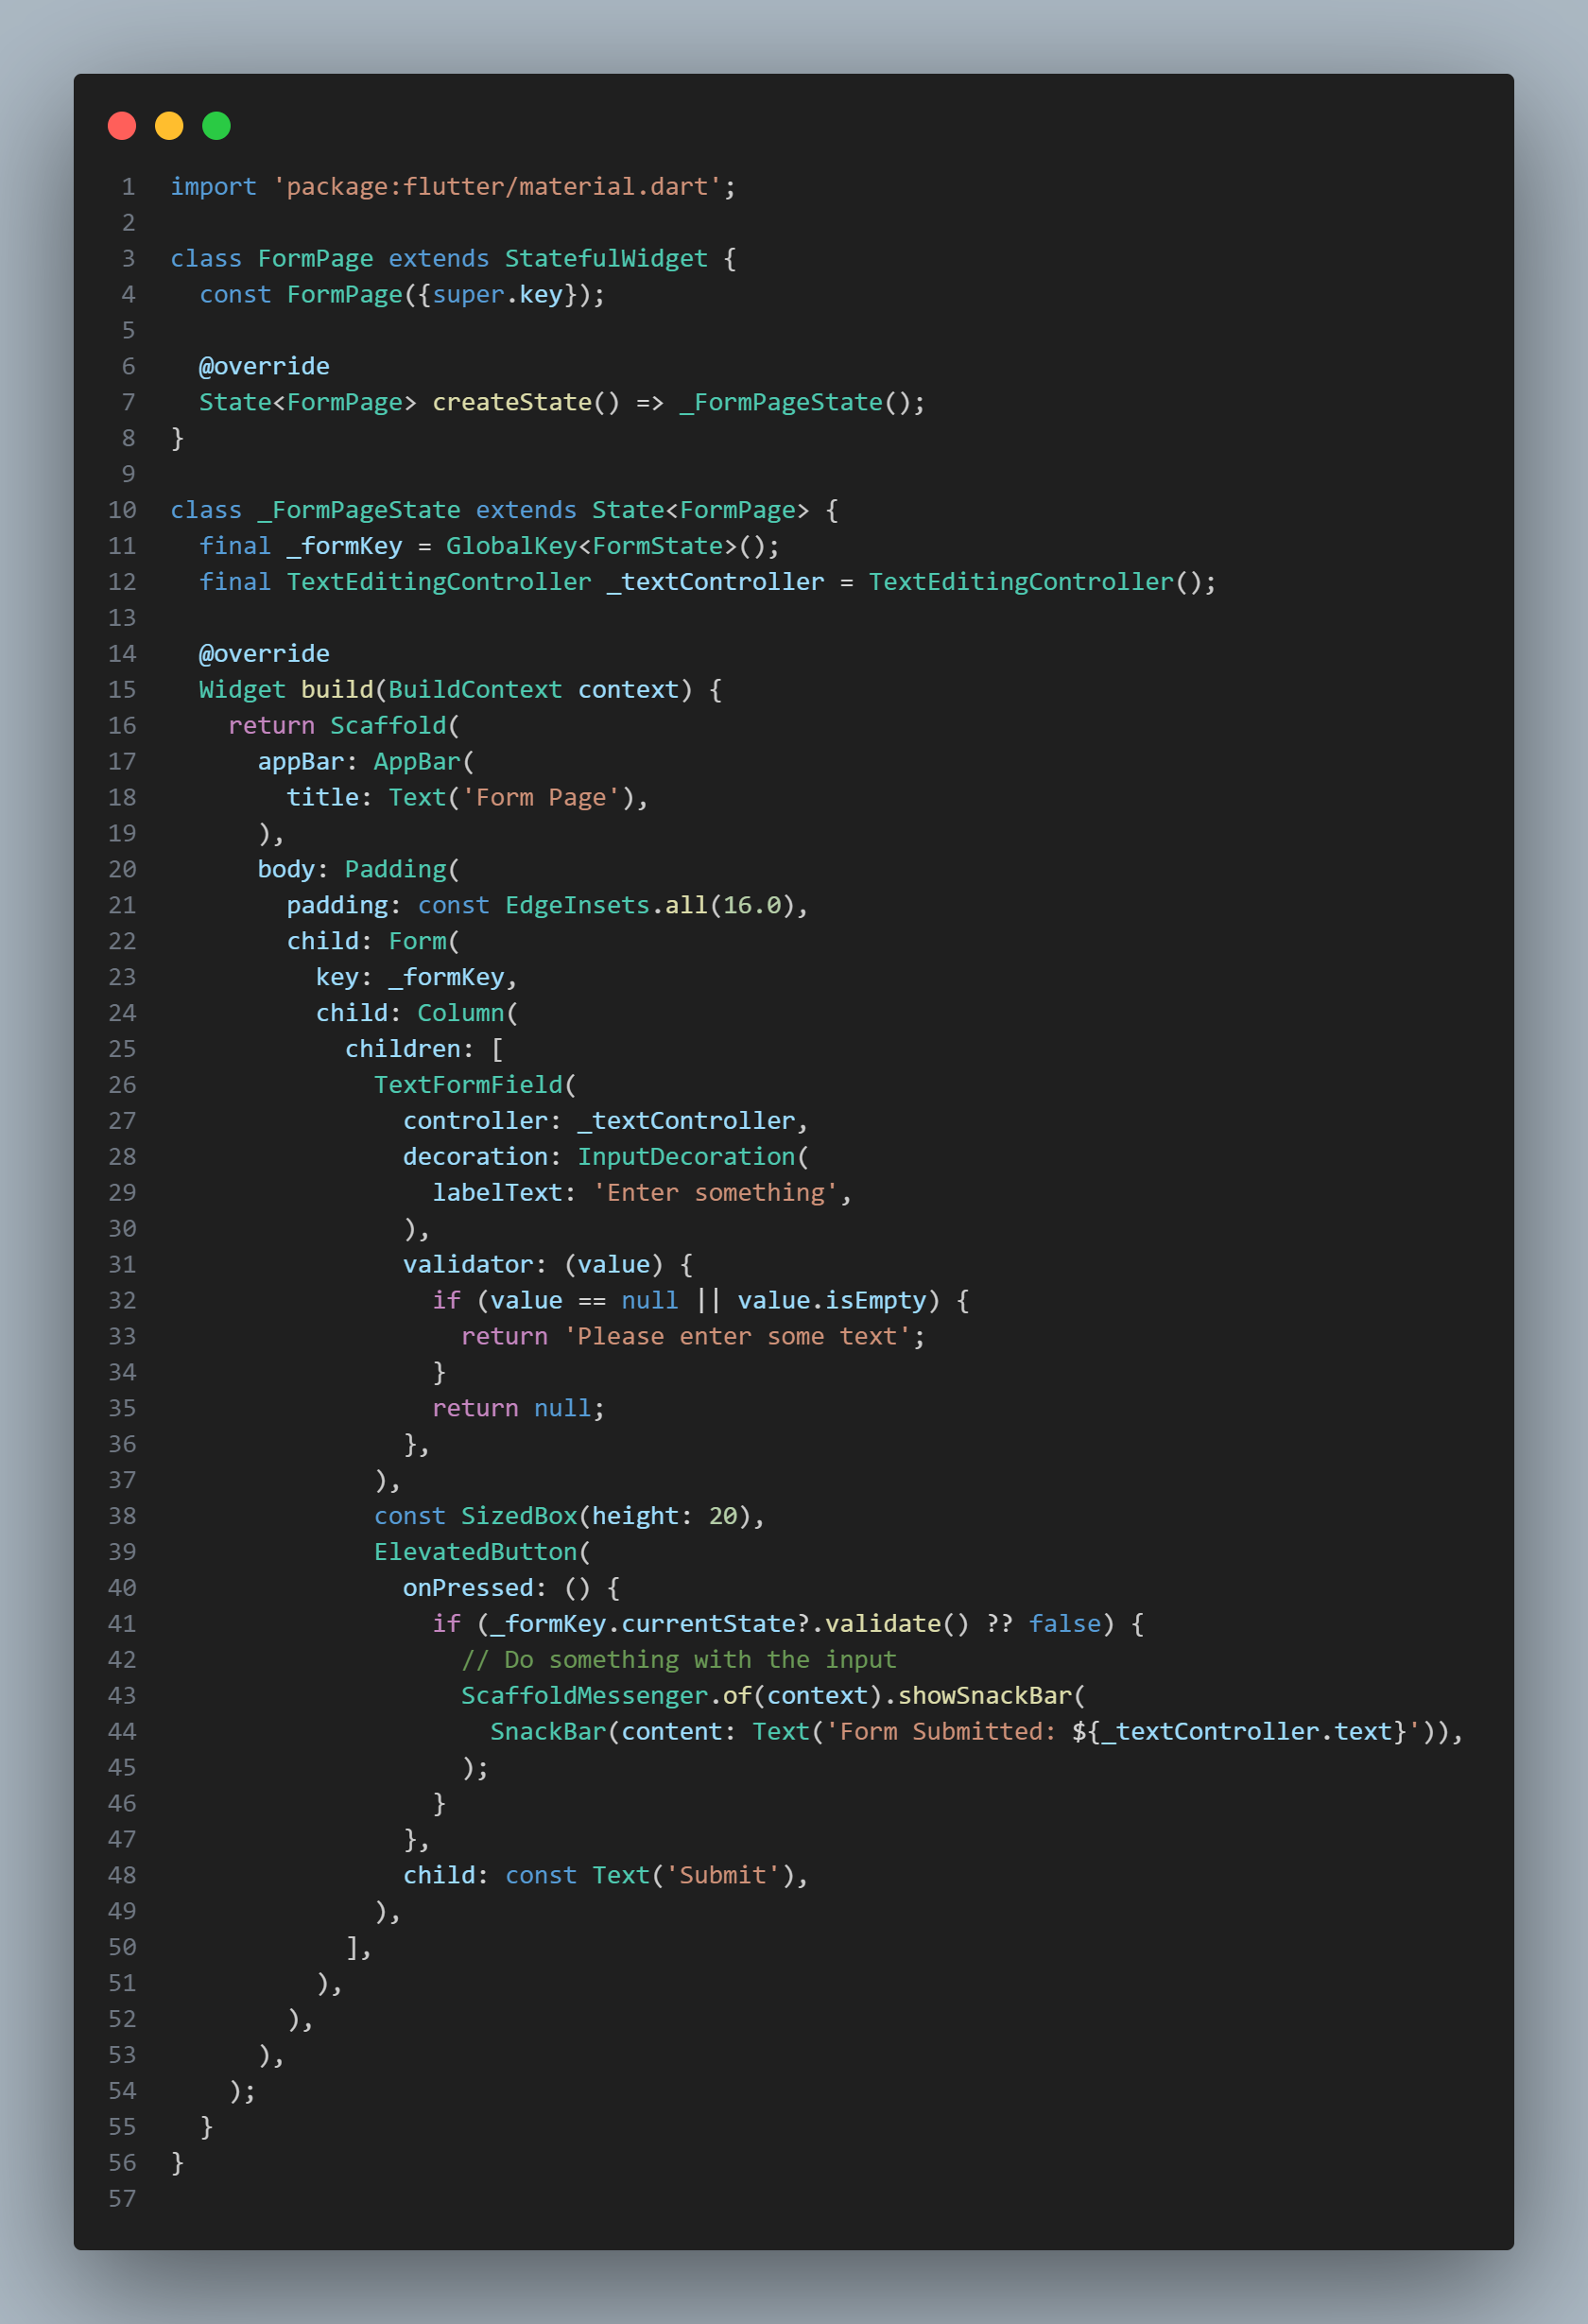 1 import 'package:flutter/material.dart';
2
3 class FormPage extends StatefulWidget {
4   const FormPage({super.key});
5
6   @override
7   State<FormPage> createState() => _FormPageState();
8 }
9
10 class _FormPageState extends State<FormPage> {
11   final _formKey = GlobalKey<FormState>();
12   final TextEditingController _textController = TextEditingController();
13
14   @override
15   Widget build(BuildContext context) {
16     return Scaffold(
17       appBar: AppBar(
18         title: Text('Form Page'),
19       ),
20       body: Padding(
21         padding: const EdgeInsets.all(16.0),
22         child: Form(
23           key: _formKey,
24           child: Column(
25             children: [
26               TextFormField(
27                 controller: _textController,
28                 decoration: InputDecoration(
29                   labelText: 'Enter something',
30                 ),
31                 validator: (value) {
32                   if (value == null || value.isEmpty) {
33                     return 'Please enter some text';
34                   }
35                   return null;
36                 },
37               ),
38               const SizedBox(height: 20),
39               ElevatedButton(
40                 onPressed: () {
41                   if (_formKey.currentState?.validate() ?? false) {
42                     // Do something with the input
43                     ScaffoldMessenger.of(context).showSnackBar(
44                       SnackBar(content: Text('Form Submitted: ${_textController.text}')),
45                     );
46                   }
47                 },
48                 child: const Text('Submit'),
49               ),
50             ],
51           ),
52         ),
53       ),
54     );
55   }
56 }
57